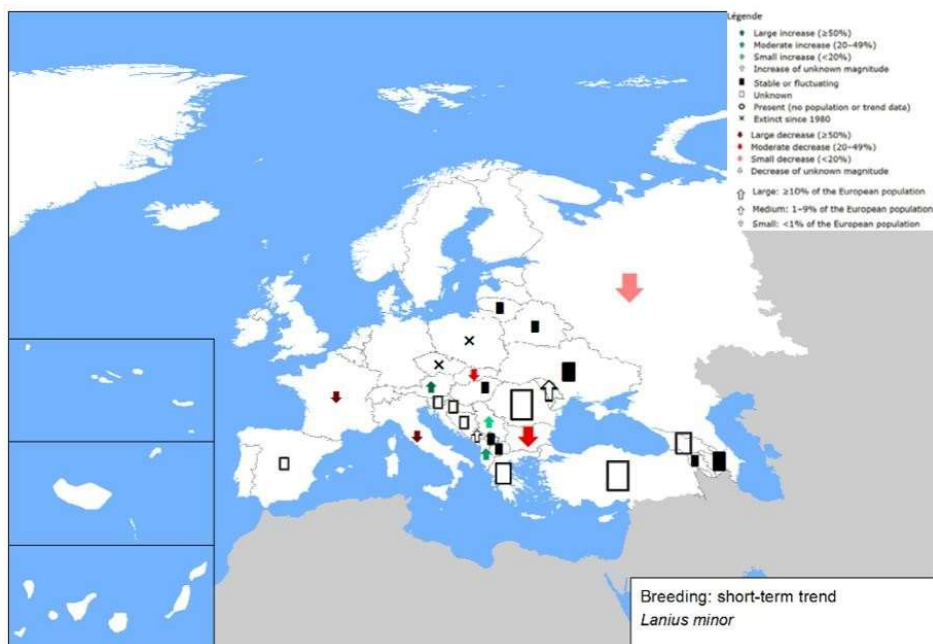 Légende
Large increase (≥50%)
Moderate increase (20–49%)
Small increase (<20%)
Increase of unknown magnitude
Stable or fluctuating
Unknown
Present (no population or trend data)
Extinct since 1980
Large decrease (≥50%)
Moderate decrease (20–49%)
Small decrease (<20%)
Decrease of unknown magnitude
Large: ≥10% of the European population
Medium: 1–9% of the European population
Small: <1% of the European population
Breeding: short-term trend
Lanius minor